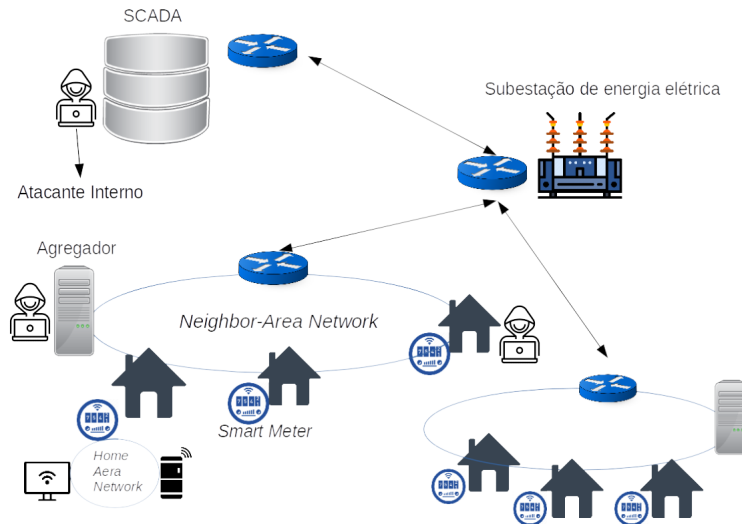 SCADA
Subestação de energia elétrica
Atacante Interno
Agregador
Neighbor-Area Network
Smart Meter
Home
Aera
Network